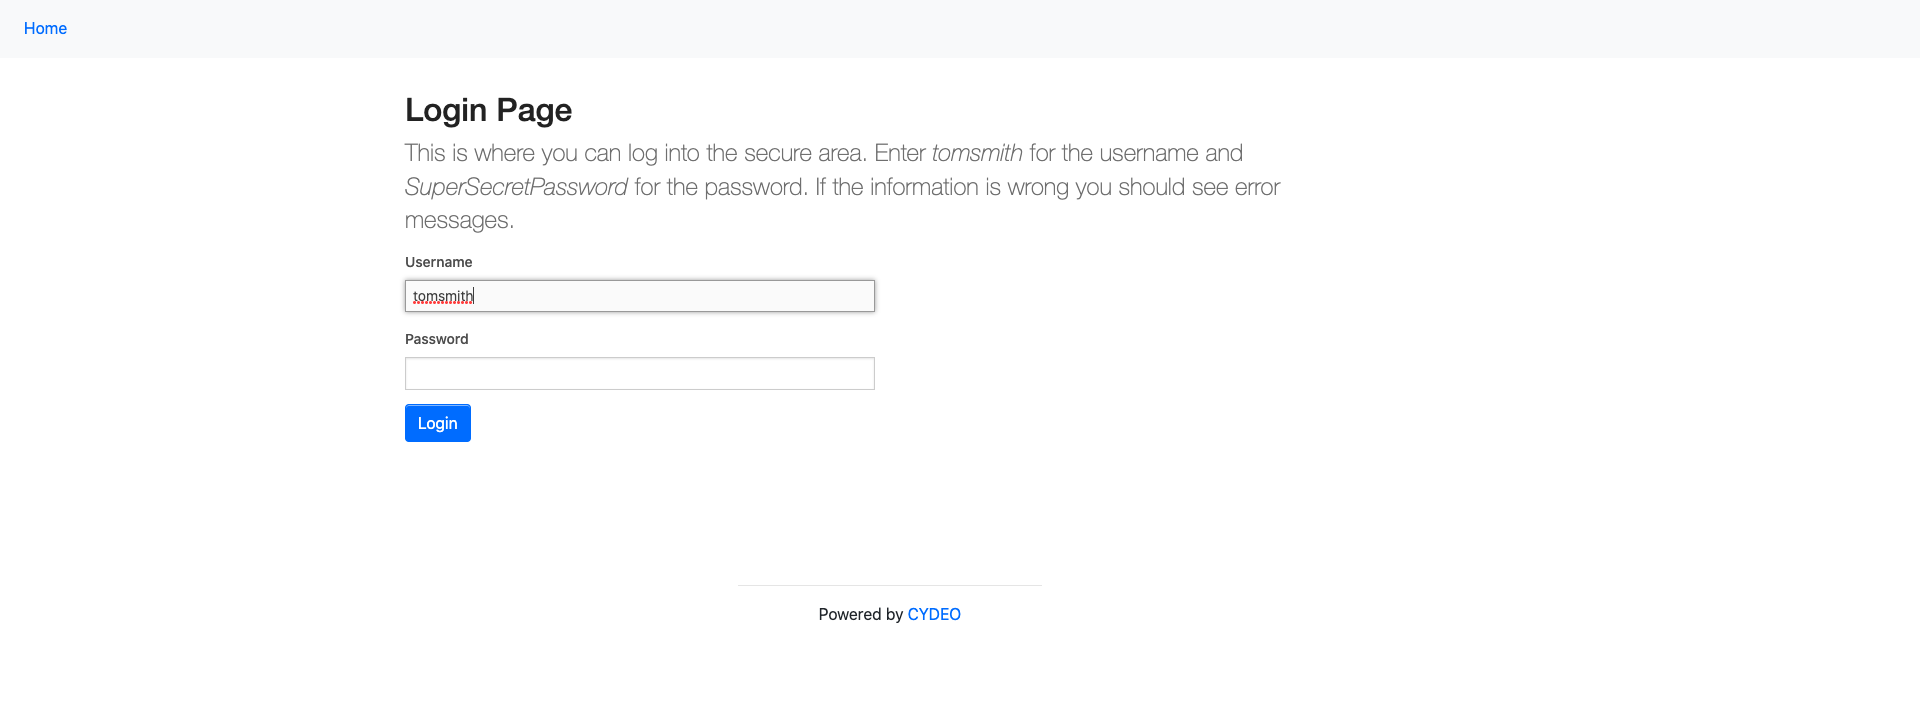 Home
Login Page
This is where you can log into the secure area. Enter tomsmith for the username and
SuperSecretPassword for the password. If the information is wrong you should see error
messages.
Username
tomsmith
Password
Login
Powered by CYDEO